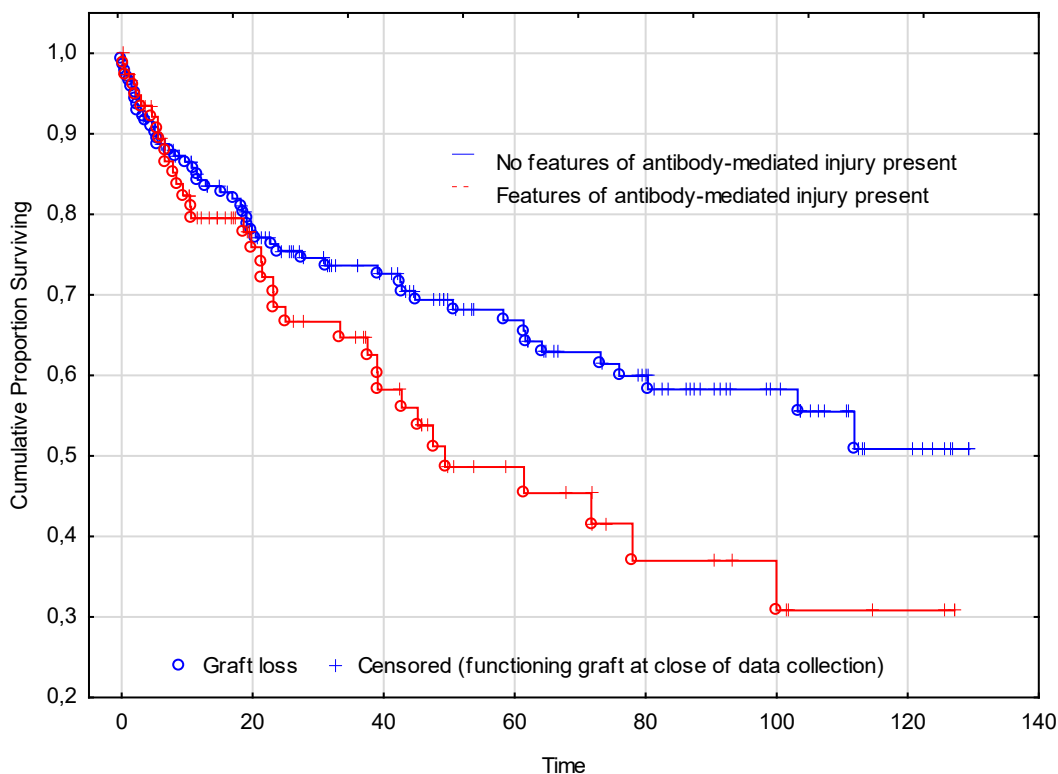 1,0
0,9
0,8
0,7
0,6
0,5
0,4
0,3
0,2
Cumulative Proportion Surviving
No features of antibody-mediated injury present
Features of antibody-mediated injury present
Graft loss
Censored (functioning graft at close of data collection)
0 20 40 60 80 100 120 140
Time